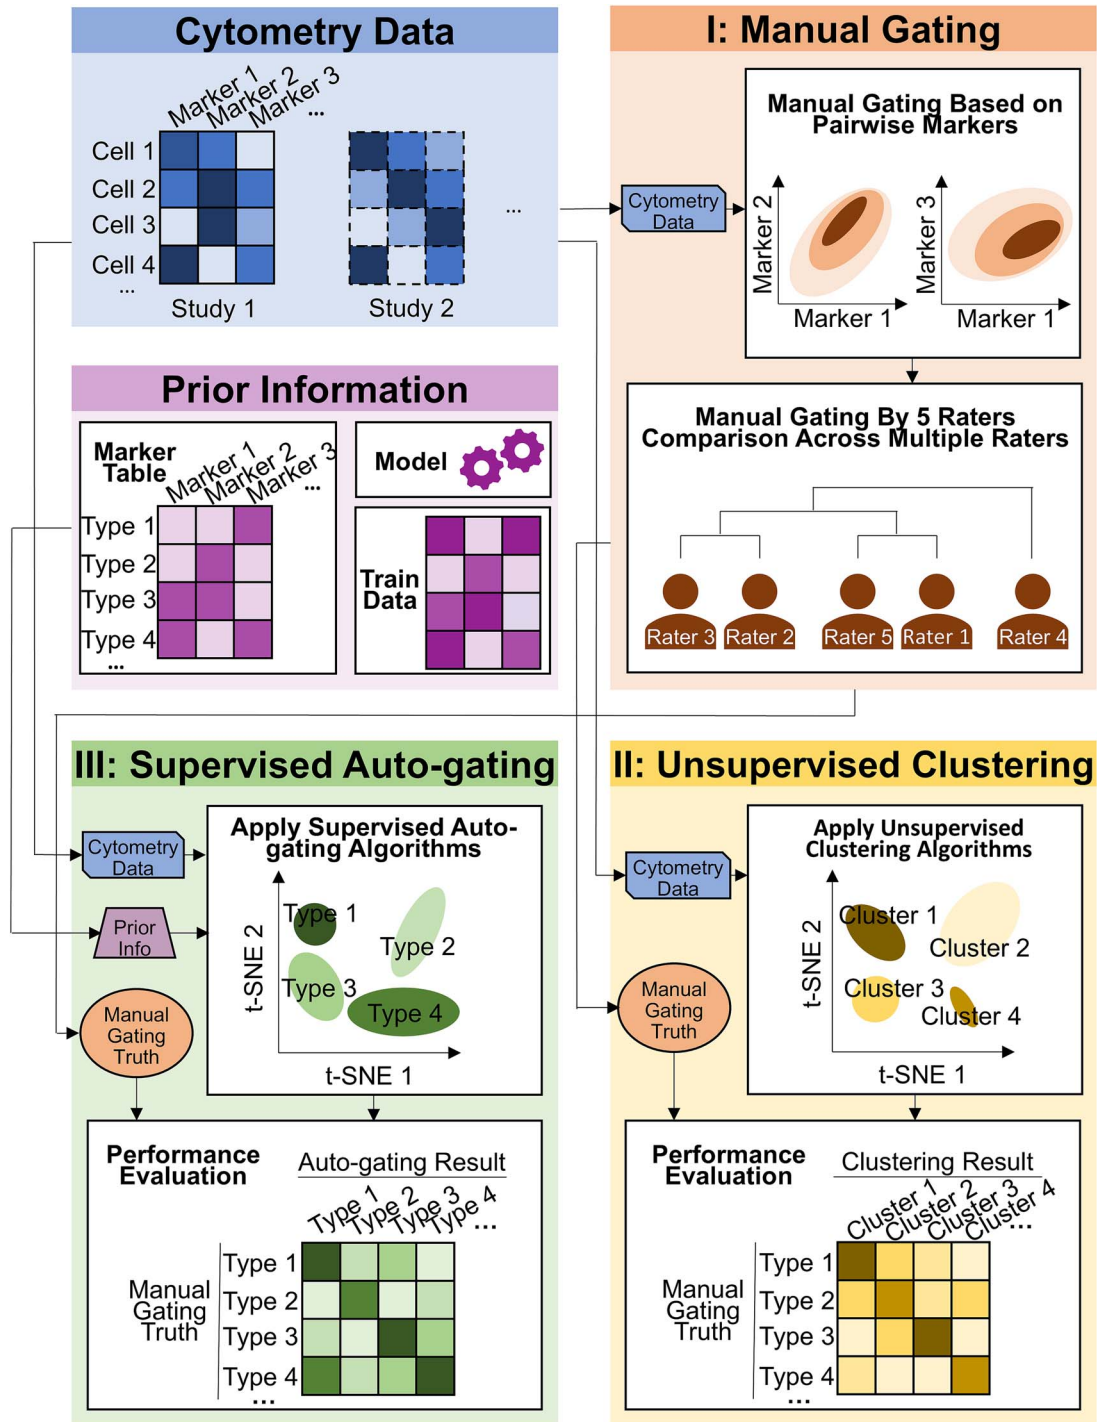 Cytometry Data
Marker 1
Marker 2
Marker 3
...
Cell 1
Cell 2
Cell 3
Cell 4
...
...
Study 1
Study 2
I: Manual Gating
Manual Gating Based on
Pairwise Markers
Cytometry
Data
Marker 2
Marker 1
Marker 3
Marker 1
Manual Gating By 5 Raters
Comparison Across Multiple Raters
Rater 3
Rater 2
Rater 5
Rater 1
Rater 4
Prior Information
Marker
Table
Marker 1
Marker 2
Marker 3
...
Type 1
Type 2
Type 3
Type 4
...
Model
Train
Data
III: Supervised Auto-gating
Cytometry
Data
Prior
Info
Manual
Gating
Truth
Apply Supervised Auto-
gating Algorithms
t-SNE 2
Type 1
Type 2
Type 3
Type 4
t-SNE 1
Performance
Evaluation
Auto-gating Result
Type 1
Type 2
Type 3
Type 4
...
Manual
Gating
Truth
Type 1
Type 2
Type 3
Type 4
...
II: Unsupervised Clustering
Cytometry
Data
Manual
Gating
Truth
Apply Unsupervised
Clustering Algorithms
t-SNE 2
Cluster 1
Cluster 2
Cluster 3
Cluster 4
t-SNE 1
Performance
Evaluation
Clustering Result
Cluster 1
Cluster 2
Cluster 3
Cluster 4
...
Manual
Gating
Truth
Type 1
Type 2
Type 3
Type 4
...